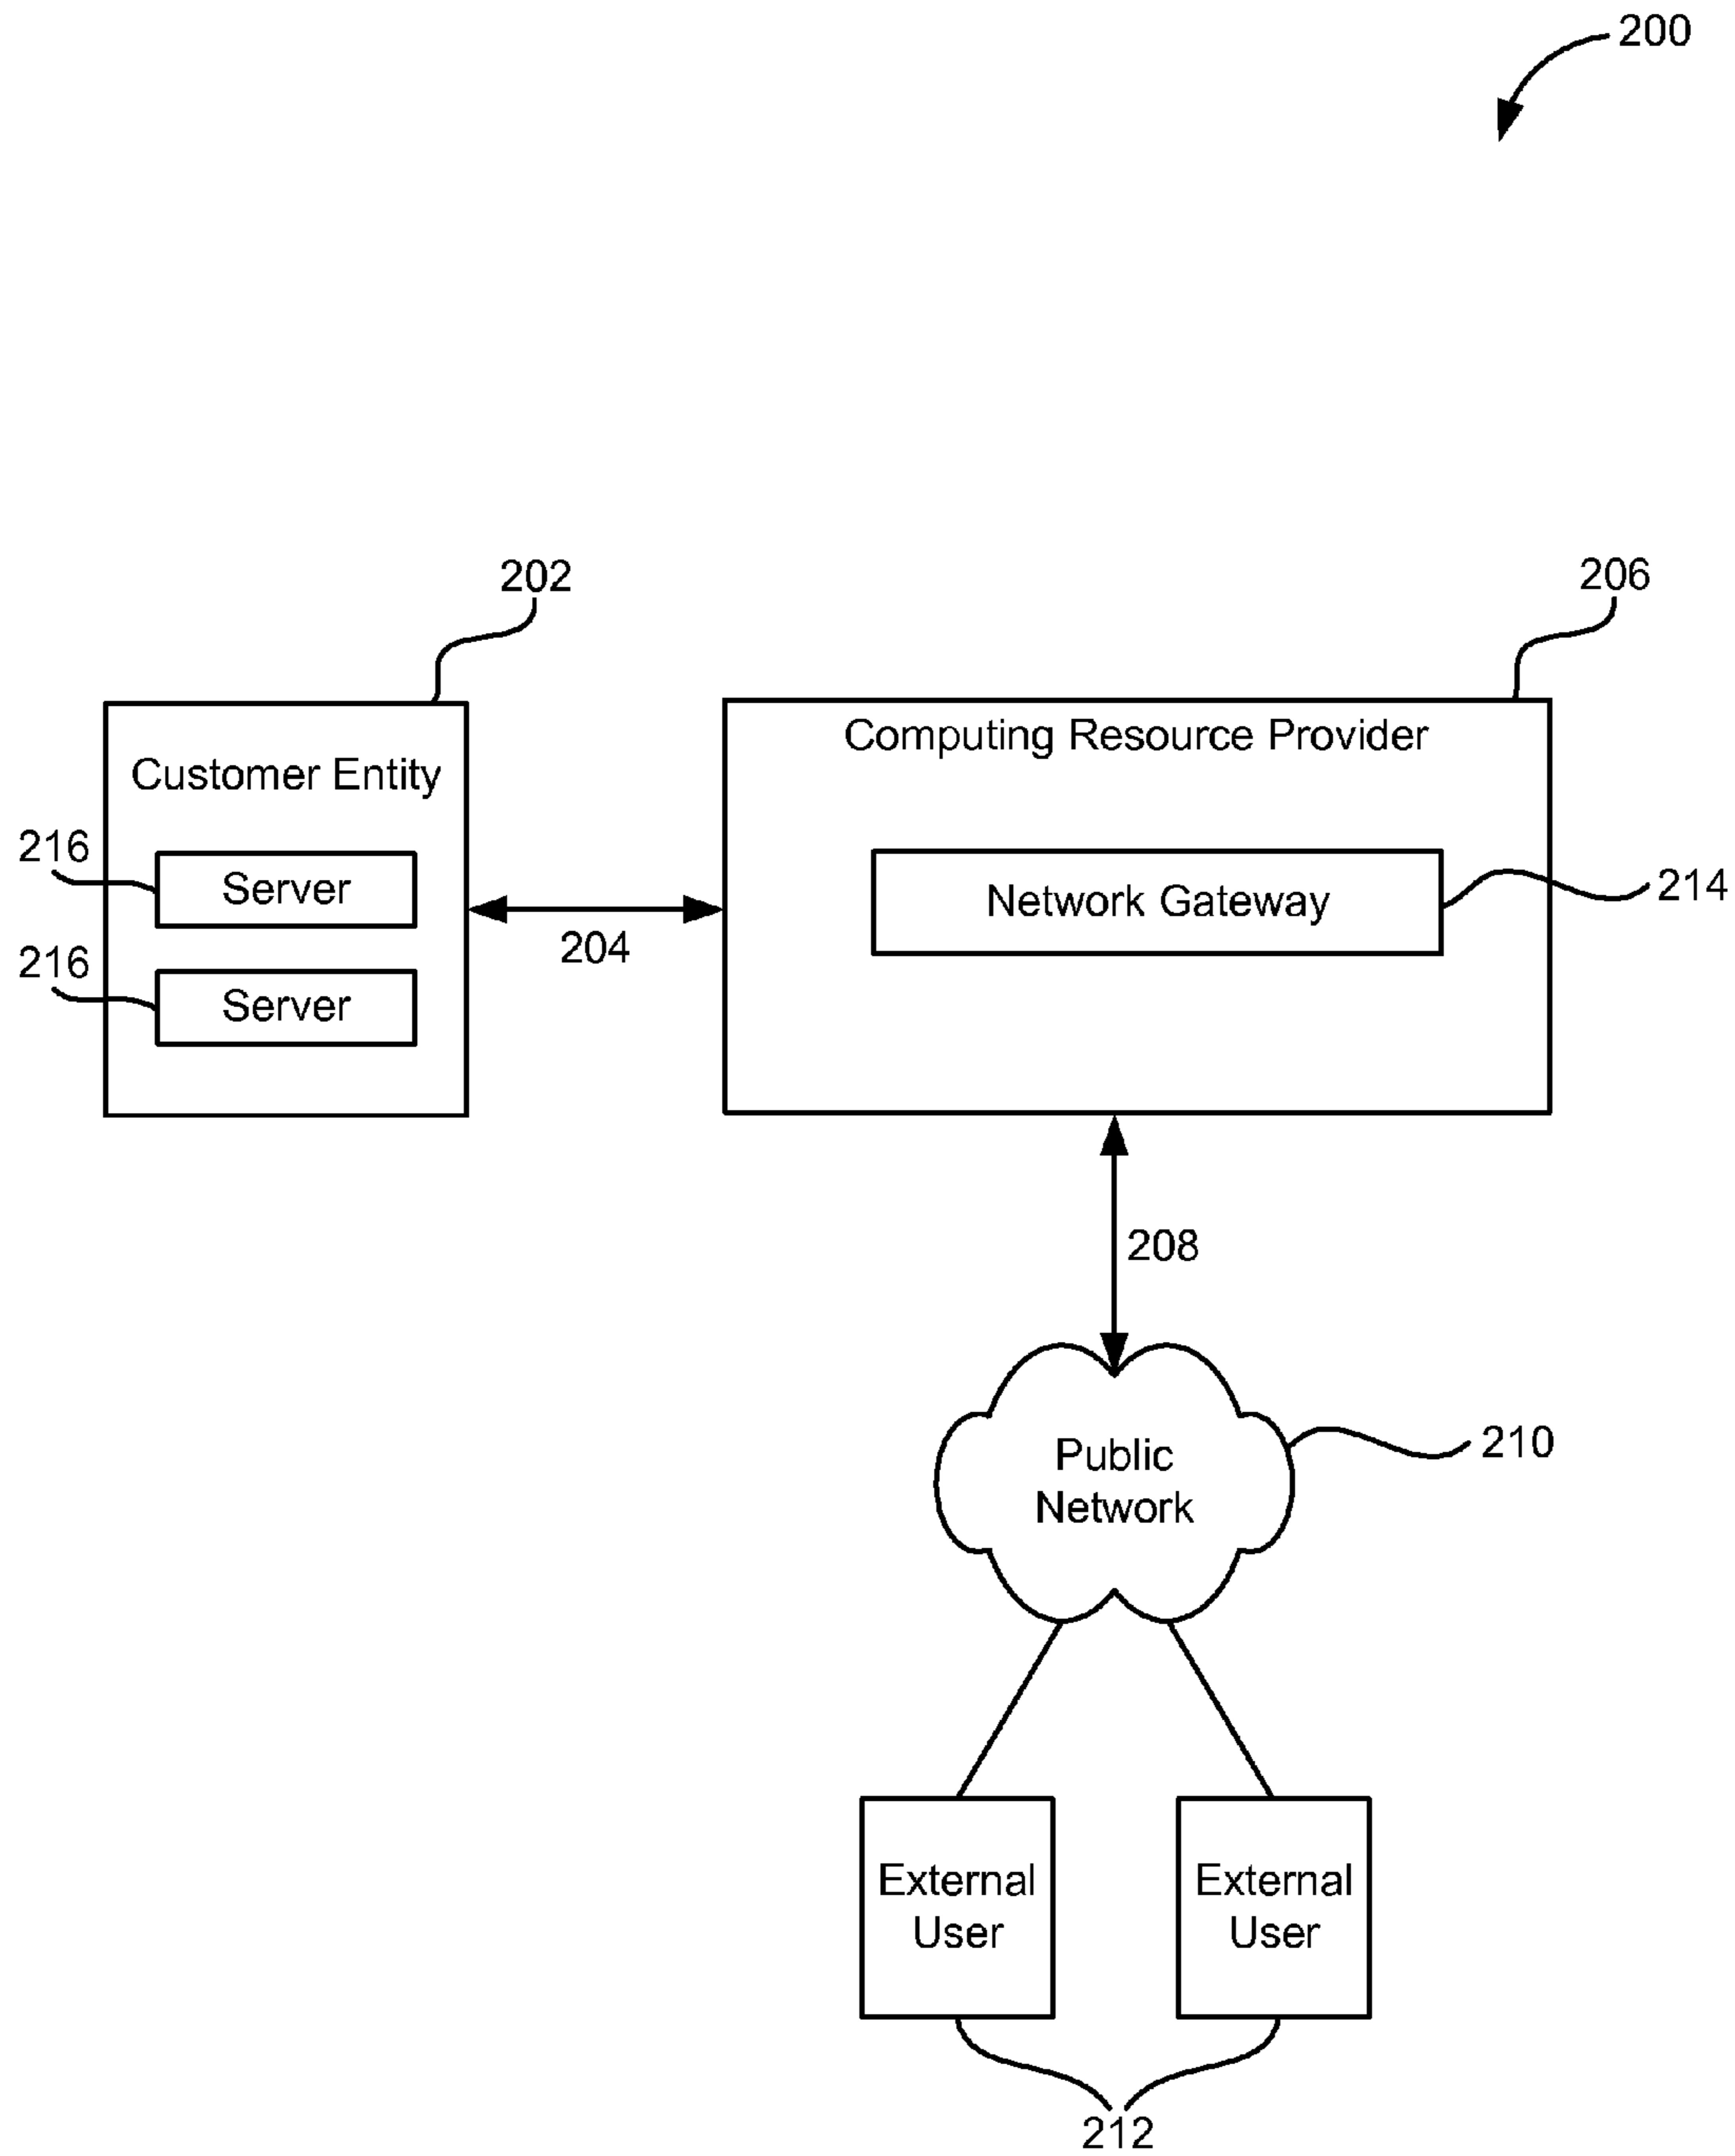 200
202
206
Customer Entity
Computing Resource Provider
216
Server
Network Gateway
214
204
216
Server
208
Public
Network
210
External
User
External
User
212